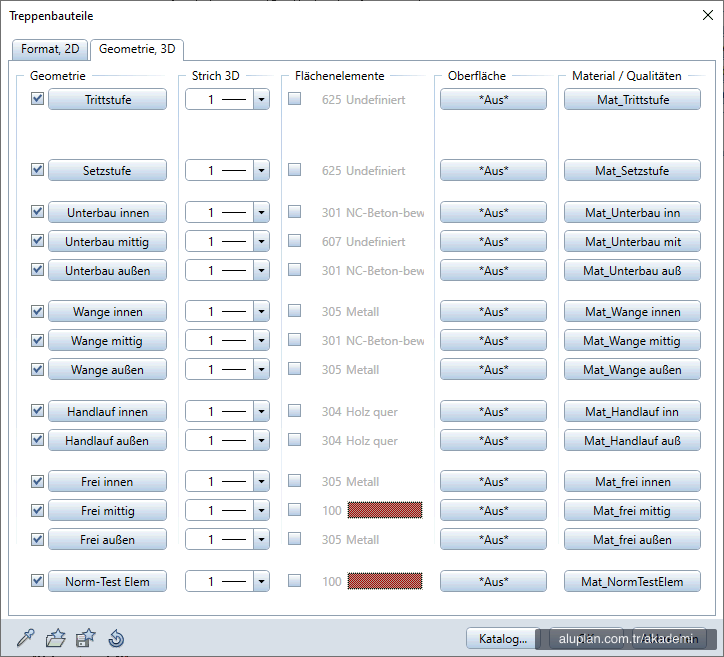 Treppenbauteile
Format, 2D Geometrie, 3D
Geometrie Strich 3D Flächenelemente Oberfläche Material / Qualitäten
Trittstufe 1 625 Undefiniert *Aus* Mat_Trittstufe
Setzstufe 1 625 Undefiniert *Aus* Mat_Setzstufe
Unterbau innen 1 301 NC-Beton-bew *Aus* Mat_Unterbau inn
Unterbau mittig 1 607 Undefiniert *Aus* Mat_Unterbau mit
Unterbau außen 1 301 NC-Beton-bew *Aus* Mat_Unterbau auß
Wange innen 1 305 Metall *Aus* Mat_Wange innen
Wange mittig 1 301 NC-Beton-bew *Aus* Mat_Wange mittig
Wange außen 1 305 Metall *Aus* Mat_Wange außen
Handlauf innen 1 304 Holz quer *Aus* Mat_Handlauf inn
Handlauf außen 1 304 Holz quer *Aus* Mat_Handlauf auß
Frei innen 1 305 Metall *Aus* Mat_frei innen
Frei mittig 1 100 *Aus* Mat_frei mittig
Frei außen 1 305 Metall *Aus* Mat_frei außen
Norm-Test Elem 1 100 *Aus* Mat_NormTestElem
Katalog... aluplan.com.tr/akademi